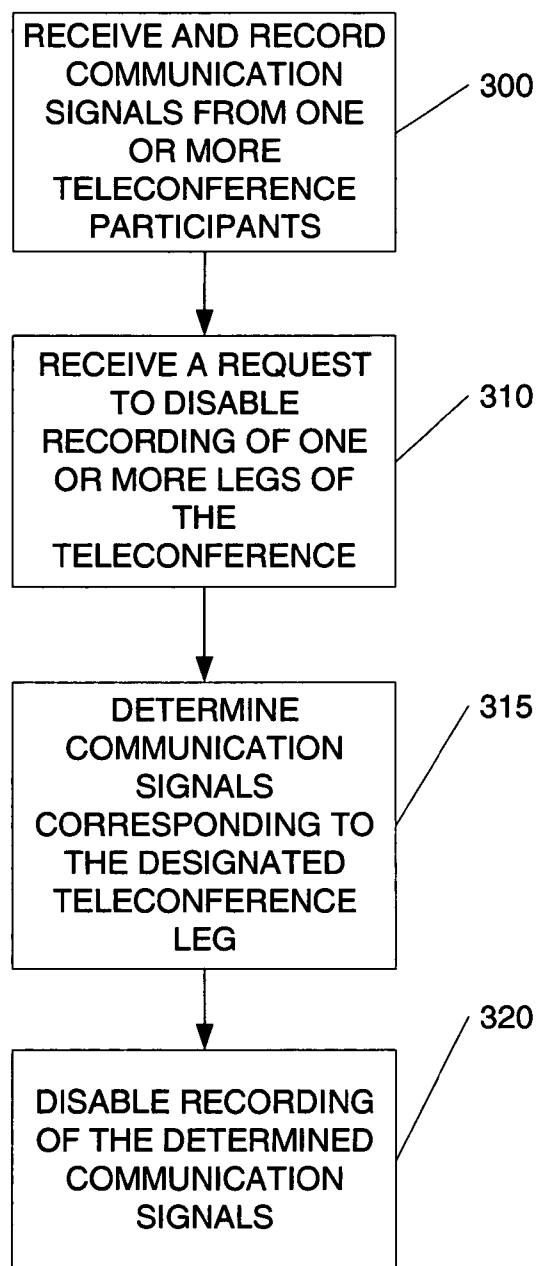 RECEIVE AND RECORD
COMMUNICATION
SIGNALS FROM ONE
OR MORE
TELECONFERENCE
PARTICIPANTS
300
RECEIVE A REQUEST
TO DISABLE
RECORDING OF ONE
OR MORE LEGS OF
THE
TELECONFERENCE
310
DETERMINE
COMMUNICATION
SIGNALS
CORRESPONDING TO
THE DESIGNATED
TELECONFERENCE
LEG
315
DISABLE RECORDING
OF THE DETERMINED
COMMUNICATION
SIGNALS
320